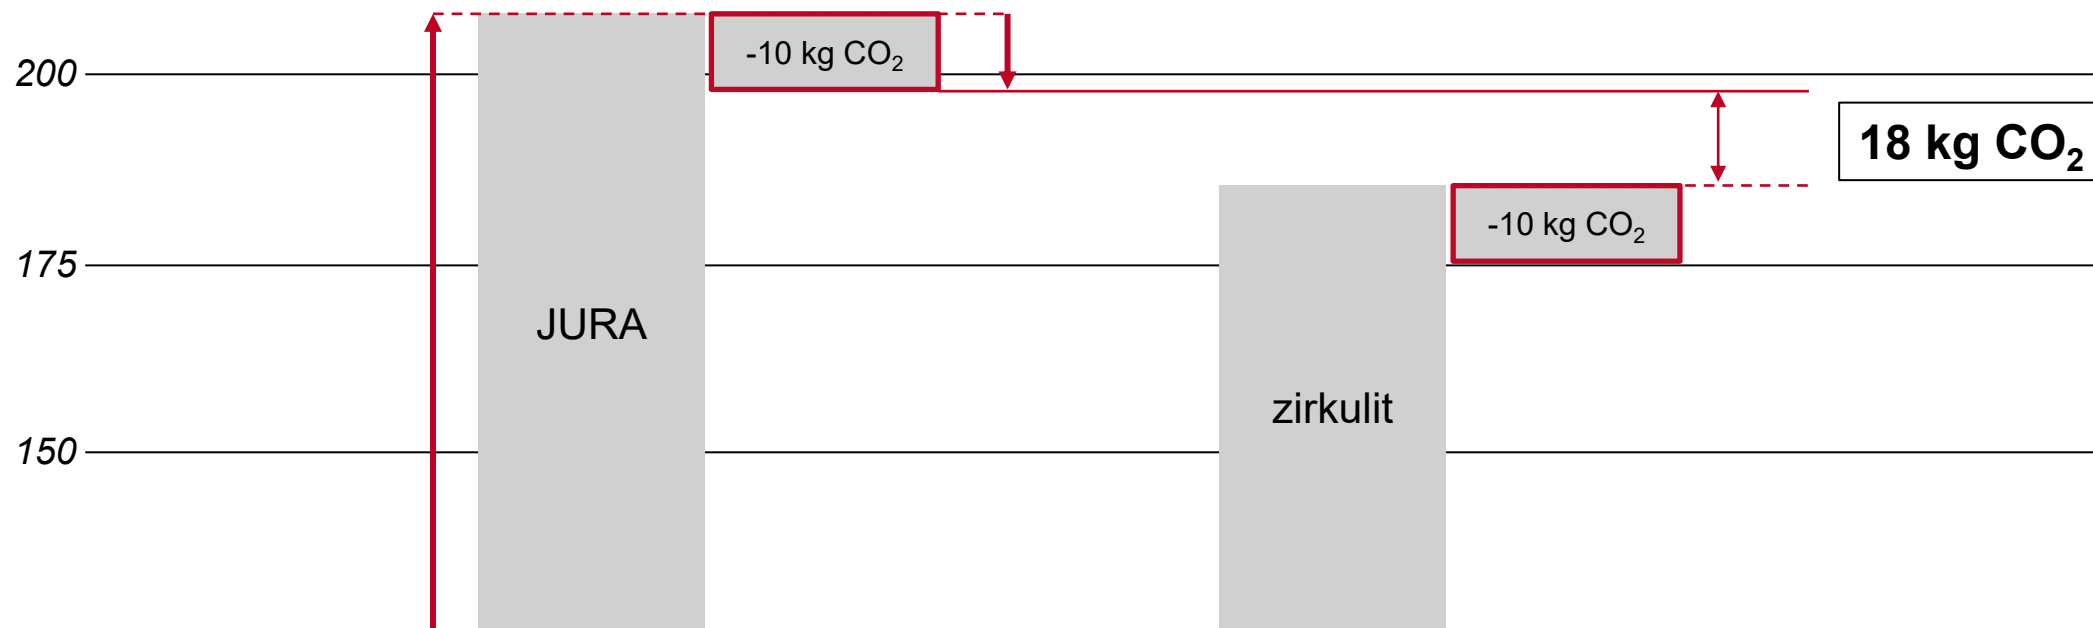 -10 kg CO₂
200
18 kg CO₂
-10 kg CO₂
175
JURA
zirkulit
150